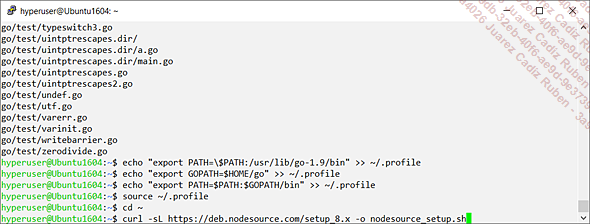 hyperuser@Ubuntu1604: ~
go/test/typeswitch3.go
go/test/uintptrescapes.dir/
go/test/uintptrescapes.dir/a.go
go/test/uintptrescapes.dir/main.go
go/test/uintptrescapes.go
go/test/uintptrescapes2.go
go/test/undef.go
go/test/utf.go
go/test/varerr.go
go/test/varinit.go
go/test/writebarrier.go
go/test/zerodivide.go
hyperuser@Ubuntu1604:~$ echo "export PATH=\$PATH:/usr/lib/go-1.9/bin" >> ~/.profile
hyperuser@Ubuntu1604:~$ echo "export GOPATH=$HOME/go" >> ~/.profile
hyperuser@Ubuntu1604:~$ echo "export PATH=$PATH:$GOPATH/bin" >> ~/.profile
hyperuser@Ubuntu1604:~$ source ~/.profile
hyperuser@Ubuntu1604:~$ cd ~
hyperuser@Ubuntu1604:~$ curl -sL https://deb.nodesource.com/setup_8.x -o nodesource_setup.sh
Juarez Cadiz Ruben